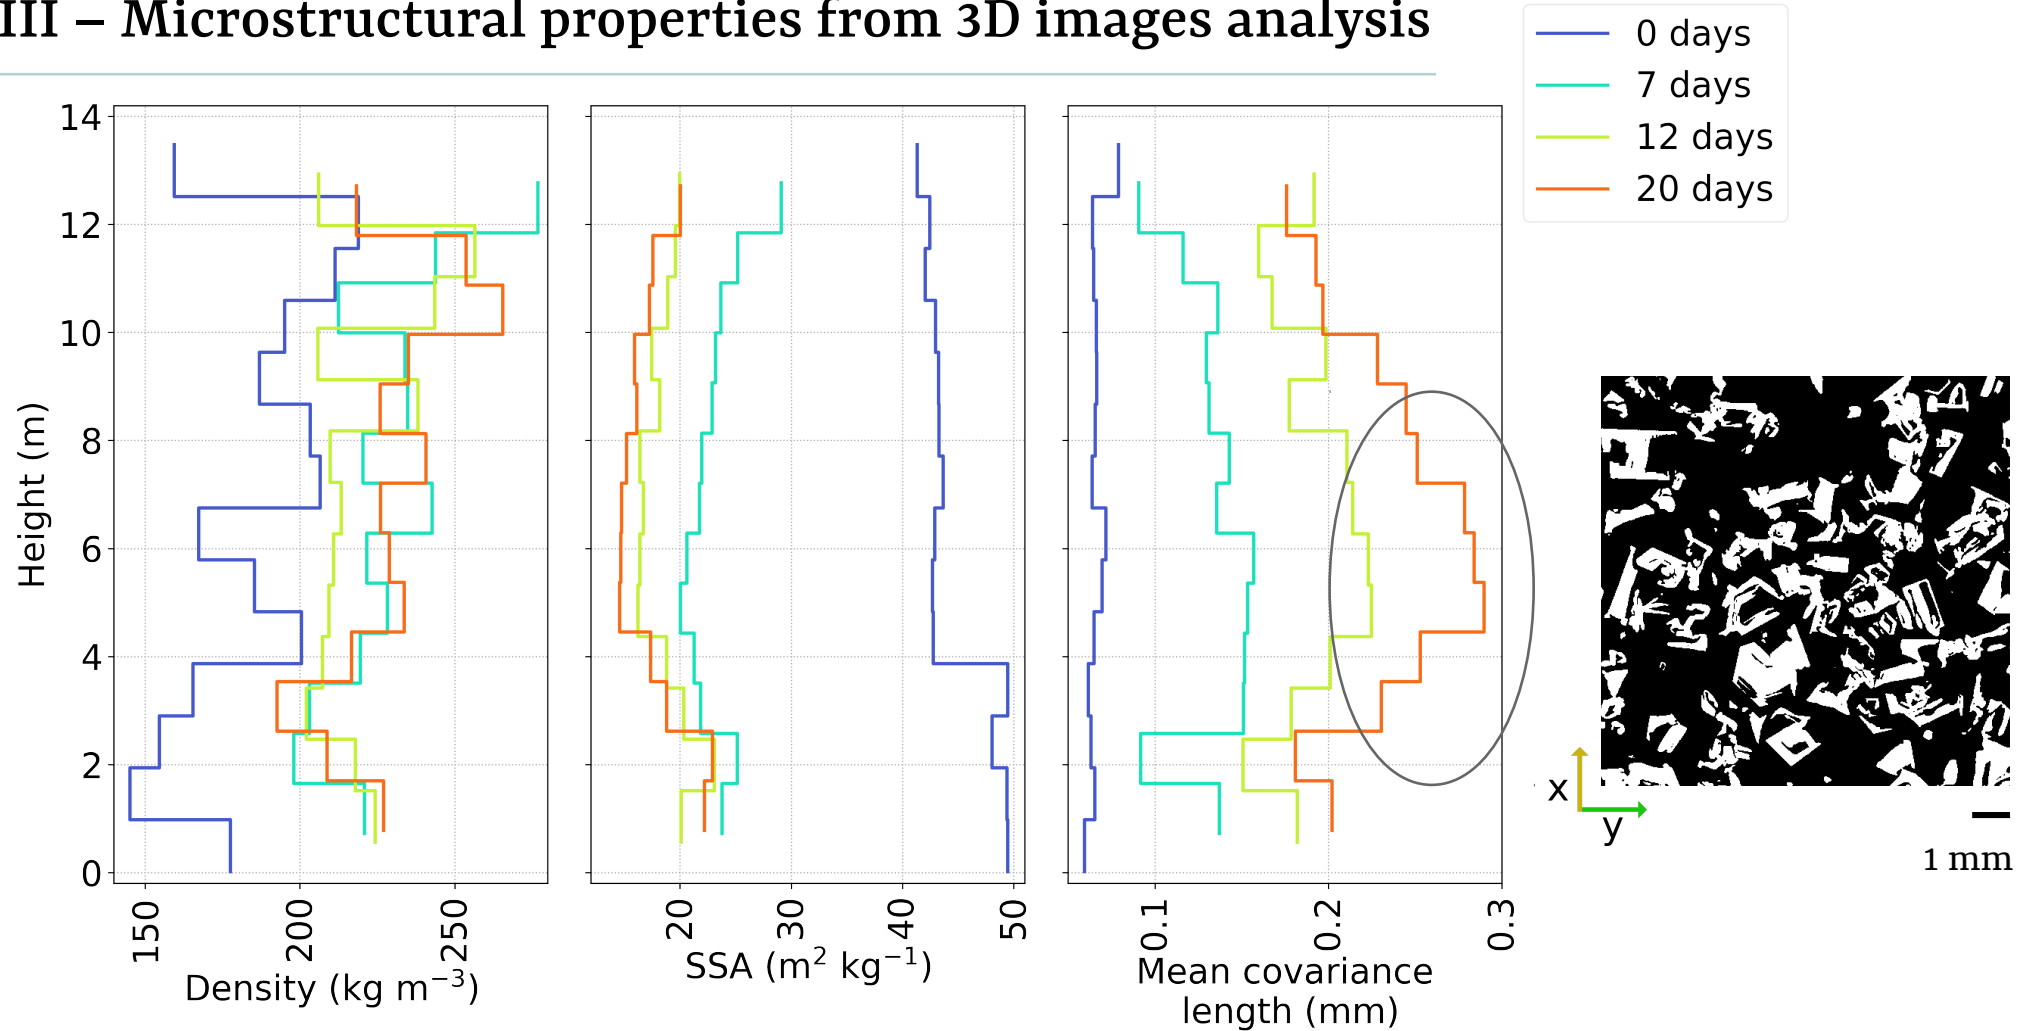 III – Microstructural properties from 3D images analysis
0 days
7 days
12 days
20 days
14
12
10
8
6
4
2
0
Height (m)
150
200
250
Density (kg m⁻³)
20
30
40
50
SSA (m² kg⁻¹)
0.1
0.2
0.3
Mean covariance
length (mm)
x
y
1 mm